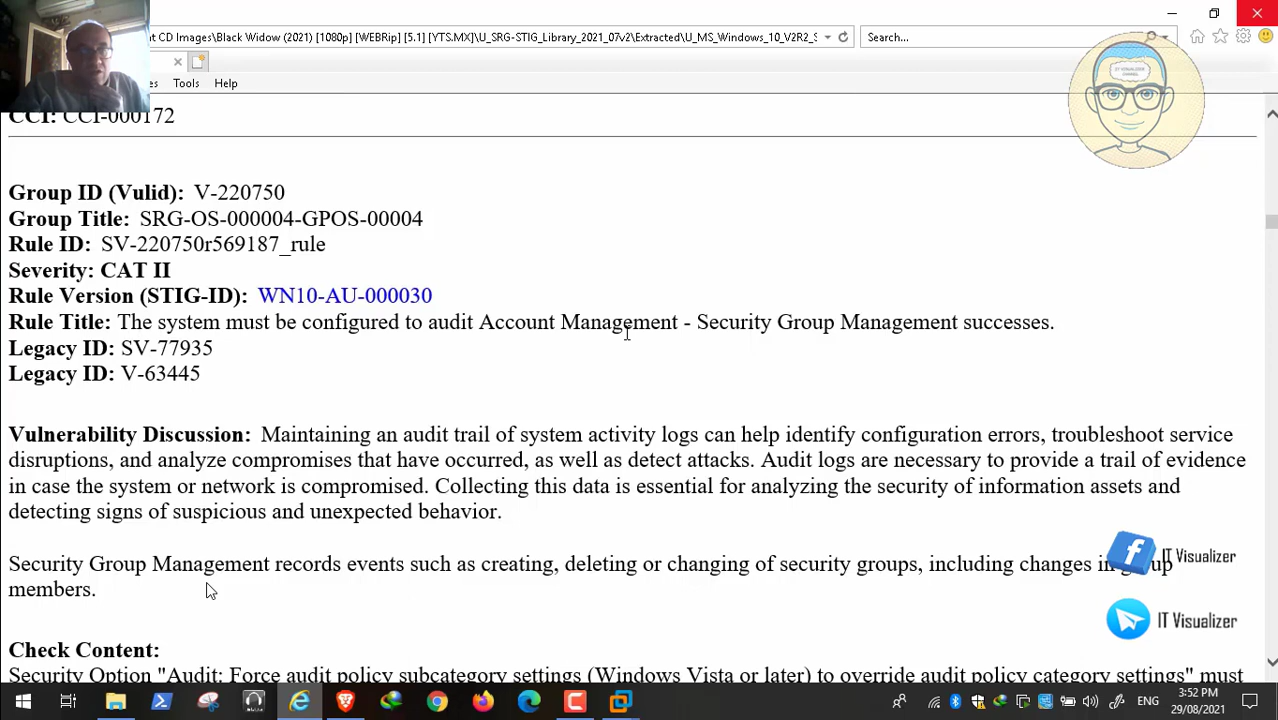 nt CD Images\Black Widow (2021) [1080p] [WEBRip] [5.1] [YTS.MX]\U_SRG-STIG_Library_2021_07v2\Extracted\U_MS_Windows_10_V2R2_S
Search...
es Tools Help
CCI: CCI-000172
Group ID (Vulid): V-220750
Group Title: SRG-OS-000004-GPOS-00004
Rule ID: SV-220750r569187_rule
Severity: CAT II
Rule Version (STIG-ID): WN10-AU-000030
Rule Title: The system must be configured to audit Account Management - Security Group Management successes.
Legacy ID: SV-77935
Legacy ID: V-63445
Vulnerability Discussion: Maintaining an audit trail of system activity logs can help identify configuration errors, troubleshoot service
disruptions, and analyze compromises that have occurred, as well as detect attacks. Audit logs are necessary to provide a trail of evidence
in case the system or network is compromised. Collecting this data is essential for analyzing the security of information assets and
detecting signs of suspicious and unexpected behavior.
Security Group Management records events such as creating, deleting or changing of security groups, including changes in group
members.
IT Visualizer
IT Visualizer
Check Content:
Security Option "Audit: Force audit policy subcategory settings (Windows Vista or later) to override audit policy category settings" must
ENG
3:52 PM
29/08/2021
IT VISUALIZER
CHANNEL